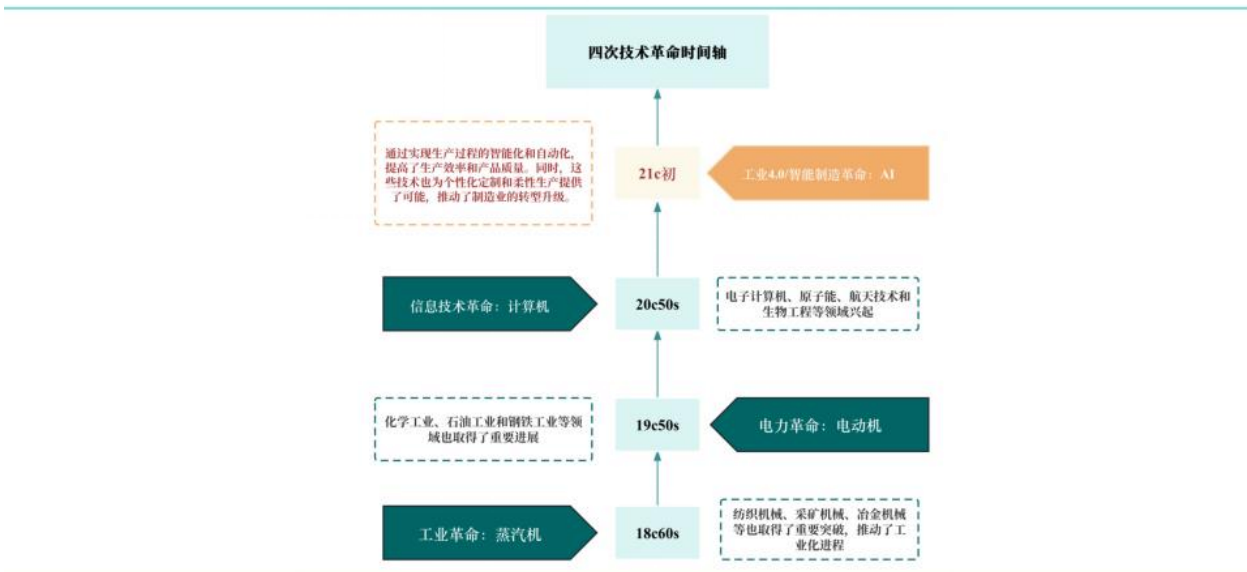 四次技术革命时间轴
通过实现生产过程的智能化和自动化,
提高了生产效率和产品质量。同时，这
些技术也为个性化定制和柔性生产提供
了可能，推动了制造业的转型升级。
21c初
工业4.0/智能制造革命：AI
信息技术革命：计算机
20c50s
电子计算机、原子能、航天技术和
生物工程等领域兴起
化学工业、石油工业和钢铁工业等领
域也取得了重要进展
19c50s
电力革命：电动机
工业革命：蒸汽机
18c60s
纺织机械、采矿机械、冶金机械
等也取得了重要突破，推动了工
业化进程